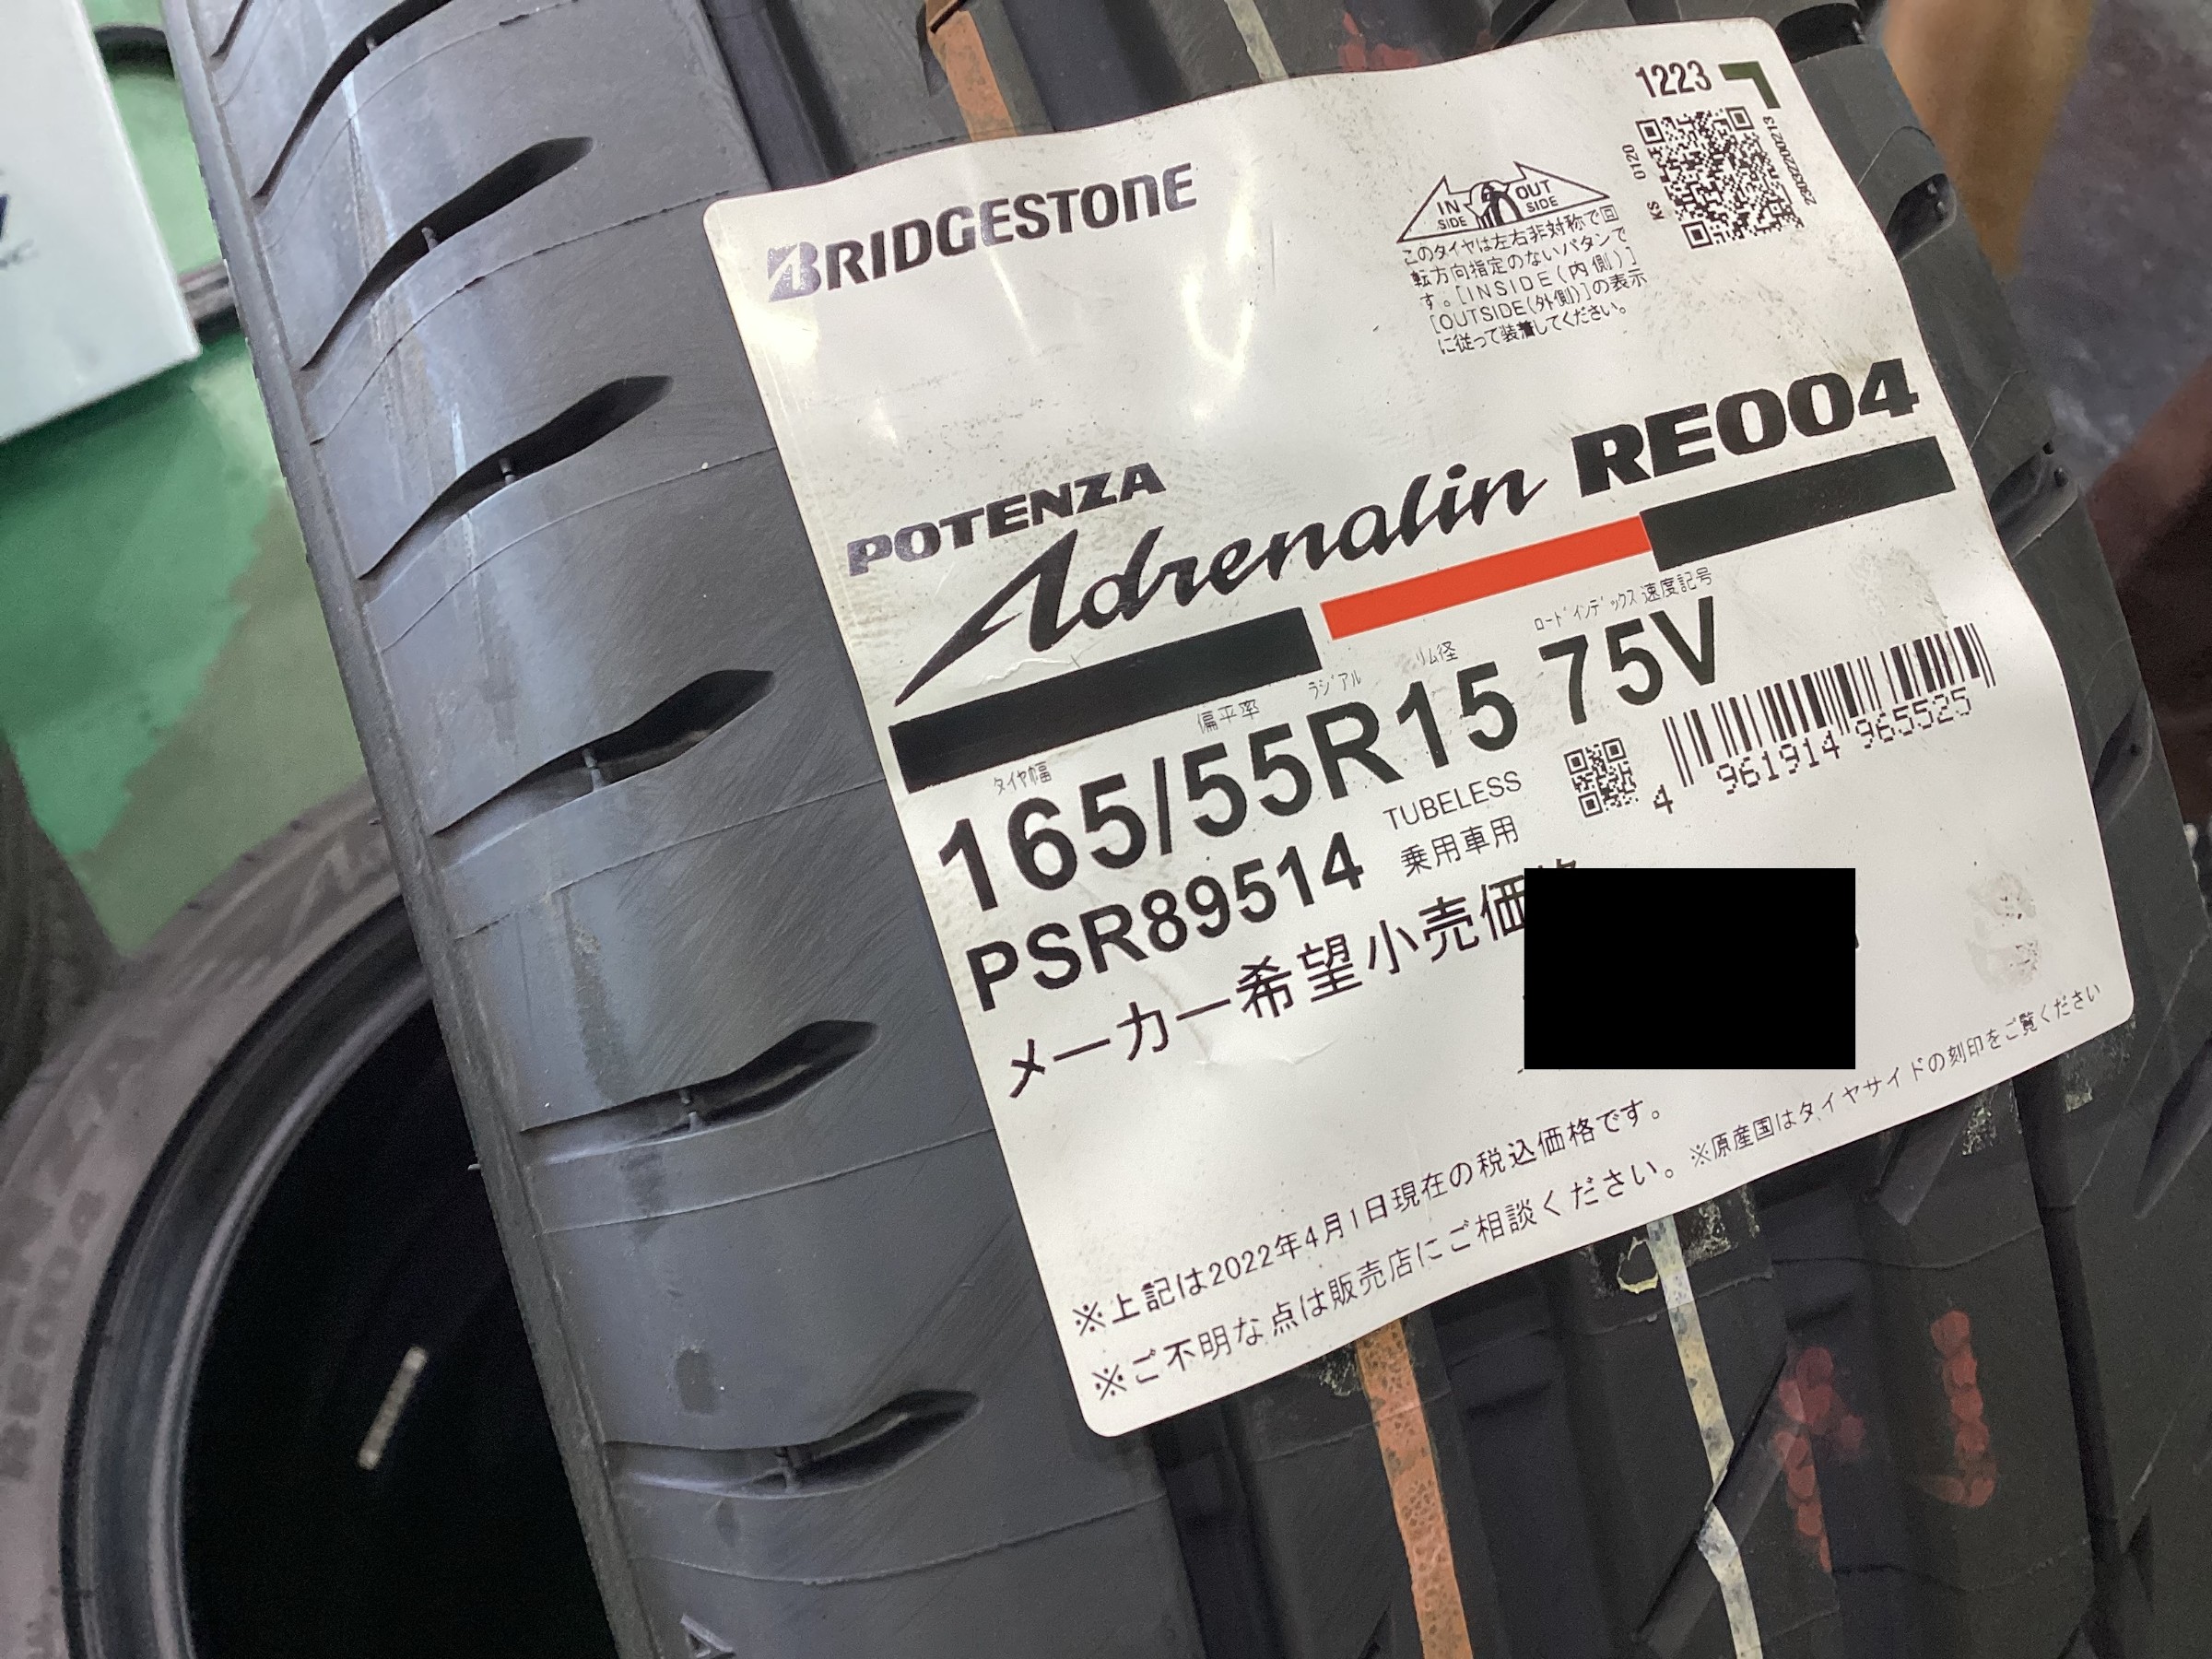 1223
BRIDGESTONE
IN SIDE
OUT SIDE
KS 0120
このタイヤは左右非対称で回
転方向指定のないパタンで
す。[INSIDE(内側)]
[OUTSIDE(外側)]の表示
に従って装着してください。
POTENZA
Adrenalin RE004
タイヤ幅 偏平率 ラジアル リム径 ロードインデックス 速度記号
165/55R15 75V
PSR89514
TUBELESS
乗用車用
4 961914 965525
メーカー希望小売価
※上記は2022年4月1日現在の税込価格です。
※ご不明な点は販売店にご相談ください。
※原産国はタイヤサイドの刻印をご覧ください
RE004